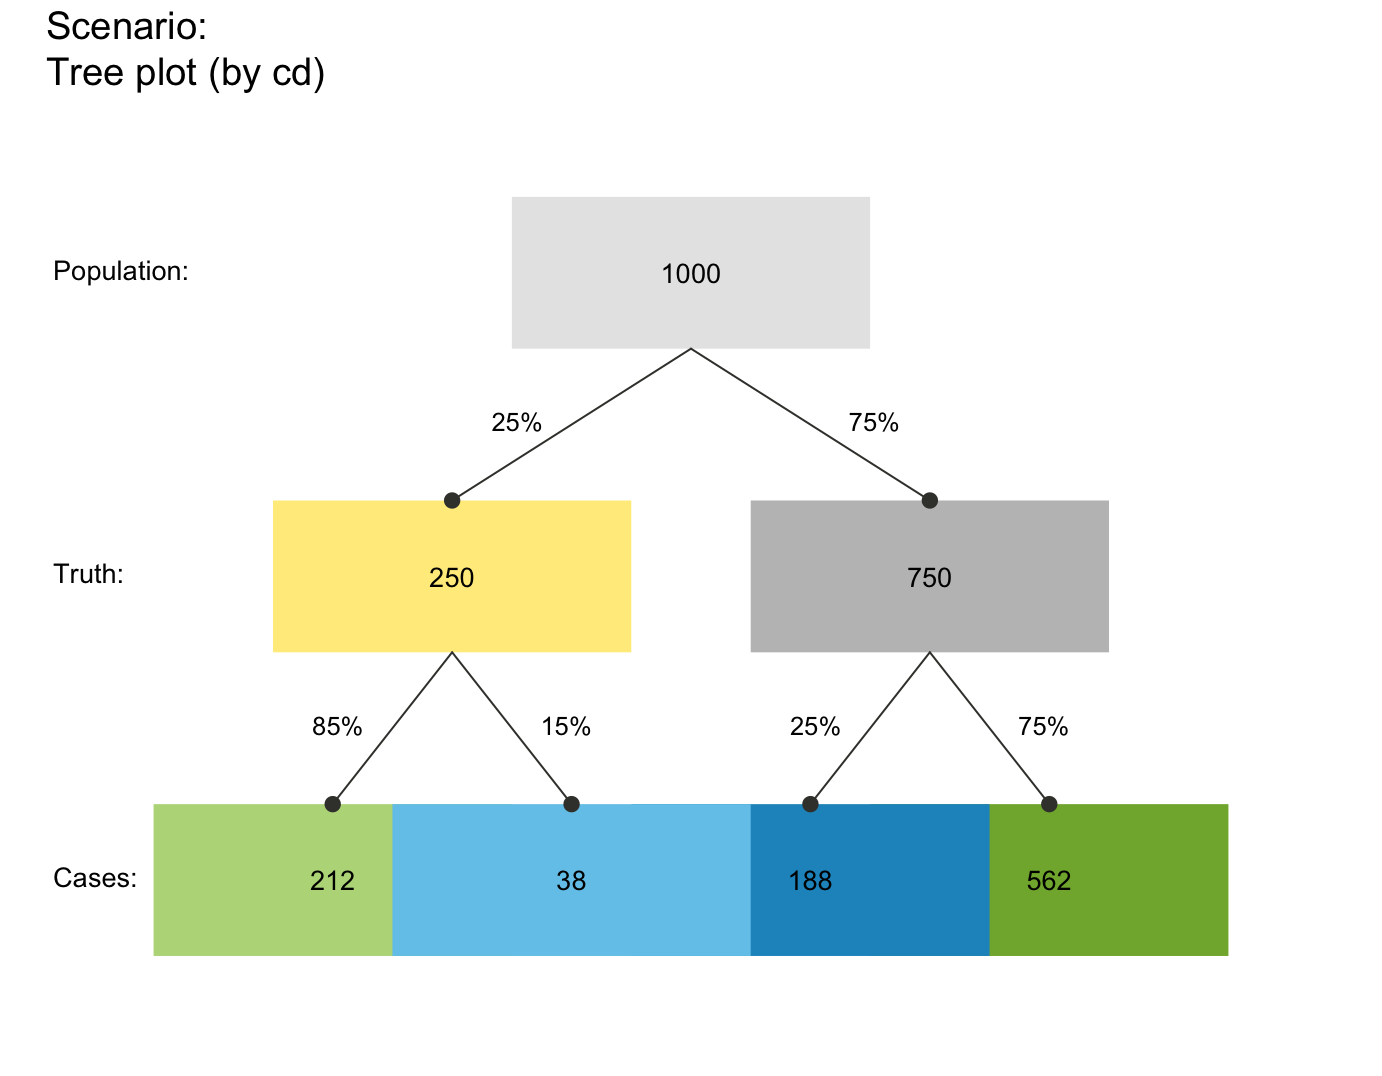 Scenario:
Tree plot (by cd)
Population:
1000
25%
75%
Truth:
250
750
85%
15%
25%
75%
Cases:
212
38
188
562